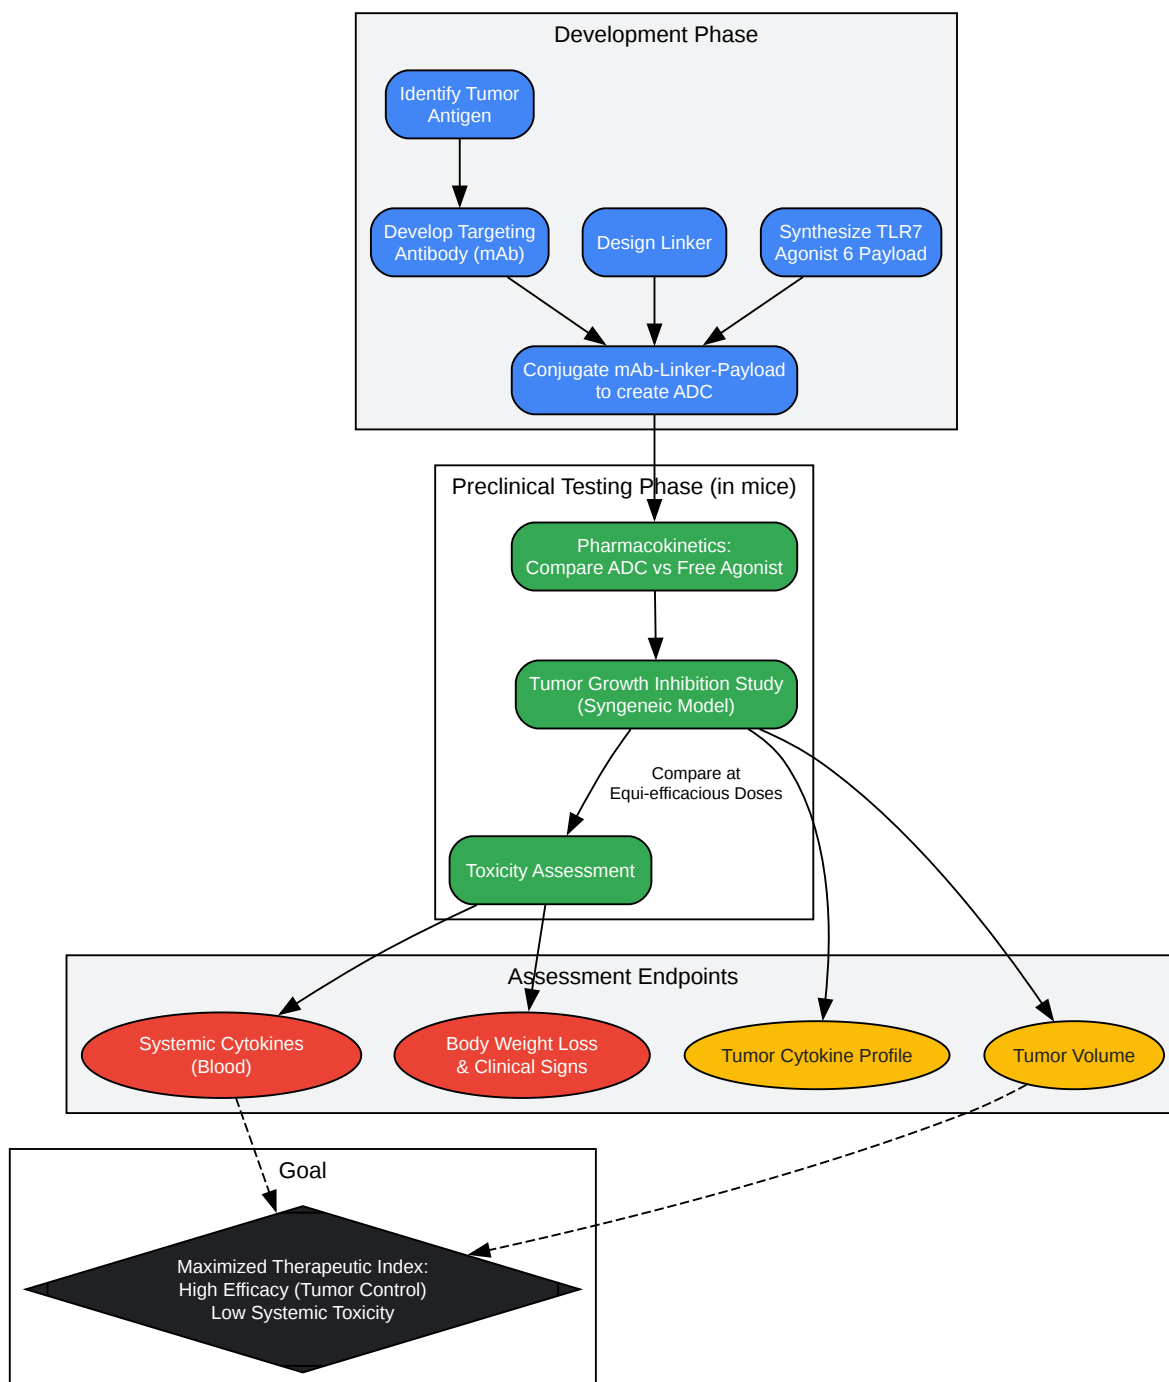 Development Phase
Identify Tumor
Antigen
Develop Targeting
Antibody (mAb)
Design Linker
Synthesize TLR7
Agonist 6 Payload
Conjugate mAb-Linker-Payload
to create ADC
Preclinical Testing Phase (in mice)
Pharmacokinetics:
Compare ADC vs Free Agonist
Tumor Growth Inhibition Study
(Syngeneic Model)
Compare at
Equi-efficacious Doses
Toxicity Assessment
Assessment Endpoints
Systemic Cytokines
(Blood)
Body Weight Loss
& Clinical Signs
Tumor Cytokine Profile
Tumor Volume
Goal
Maximized Therapeutic Index:
High Efficacy (Tumor Control)
Low Systemic Toxicity